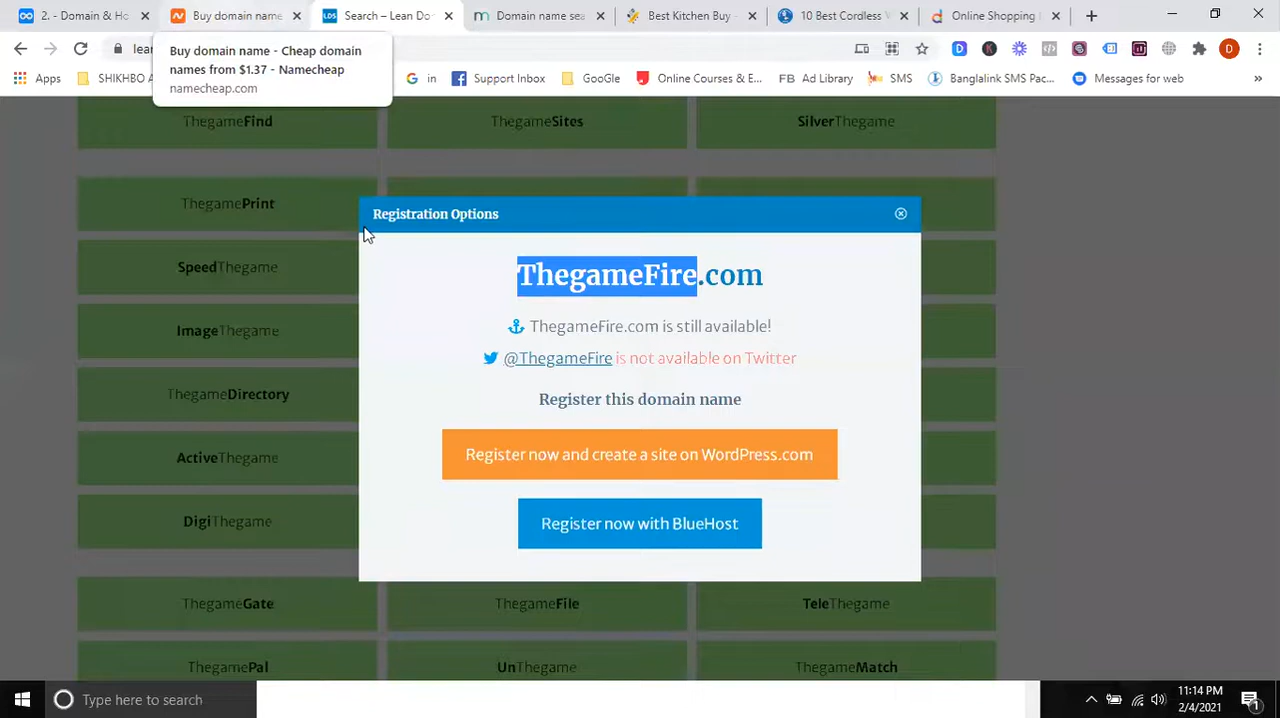 2. - Domain & Ho
Buy domain name
Search – Lean Do
Domain name sea
Best Kitchen Buy -
10 Best Cordless
Online Shopping
lear
Buy domain name - Cheap domain
names from $1.37 - Namecheap
namecheap.com
Apps
SHIKHBO A
in
Support Inbox
GooGle
Online Courses & E...
FB Ad Library
SMS
Banglalink SMS Pac...
Messages for web
ThegameFind
ThegameSites
SilverThegame
ThegamePrint
SpeedThegame
ImageThegame
ThegameDirectory
ActiveThegame
DigiThegame
Registration Options
ThegameFire.com
ThegameFire.com is still available!
@ThegameFire is not available on Twitter
Register this domain name
Register now and create a site on WordPress.com
Register now with BlueHost
ThegameGate
ThegameFile
TeleThegame
ThegamePal
UnThegame
ThegameMatch
Type here to search
11:14 PM
2/4/2021